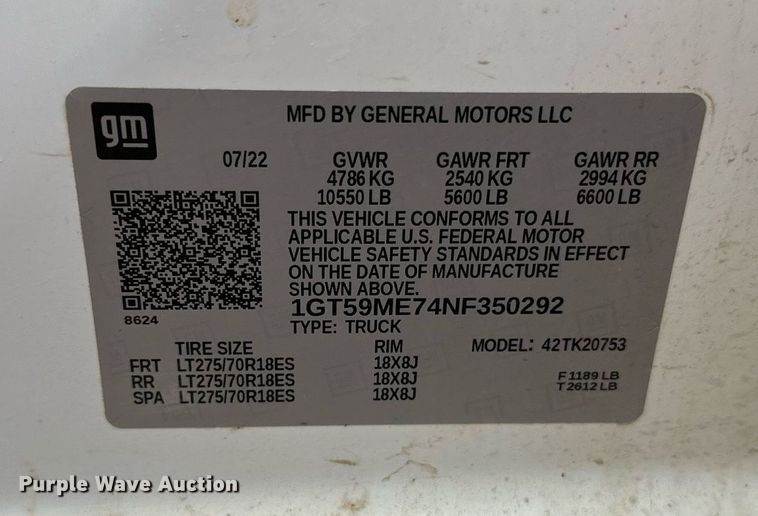 gm
MFD BY GENERAL MOTORS LLC
07/22 GVWR GAWR FRT GAWR RR
4786 KG 2540 KG 2994 KG
10550 LB 5600 LB 6600 LB
THIS VEHICLE CONFORMS TO ALL
APPLICABLE U.S. FEDERAL MOTOR
VEHICLE SAFETY STANDARDS IN EFFECT
ON THE DATE OF MANUFACTURE
SHOWN ABOVE.
1GT59ME74NF350292
8624
TYPE: TRUCK
TIRE SIZE RIM MODEL: 42TK20753
FRT LT275/70R18ES 18X8J
RR LT275/70R18ES 18X8J
SPA LT275/70R18ES 18X8J
F 1189 LB
T 2612 LB
Purple Wave Auction